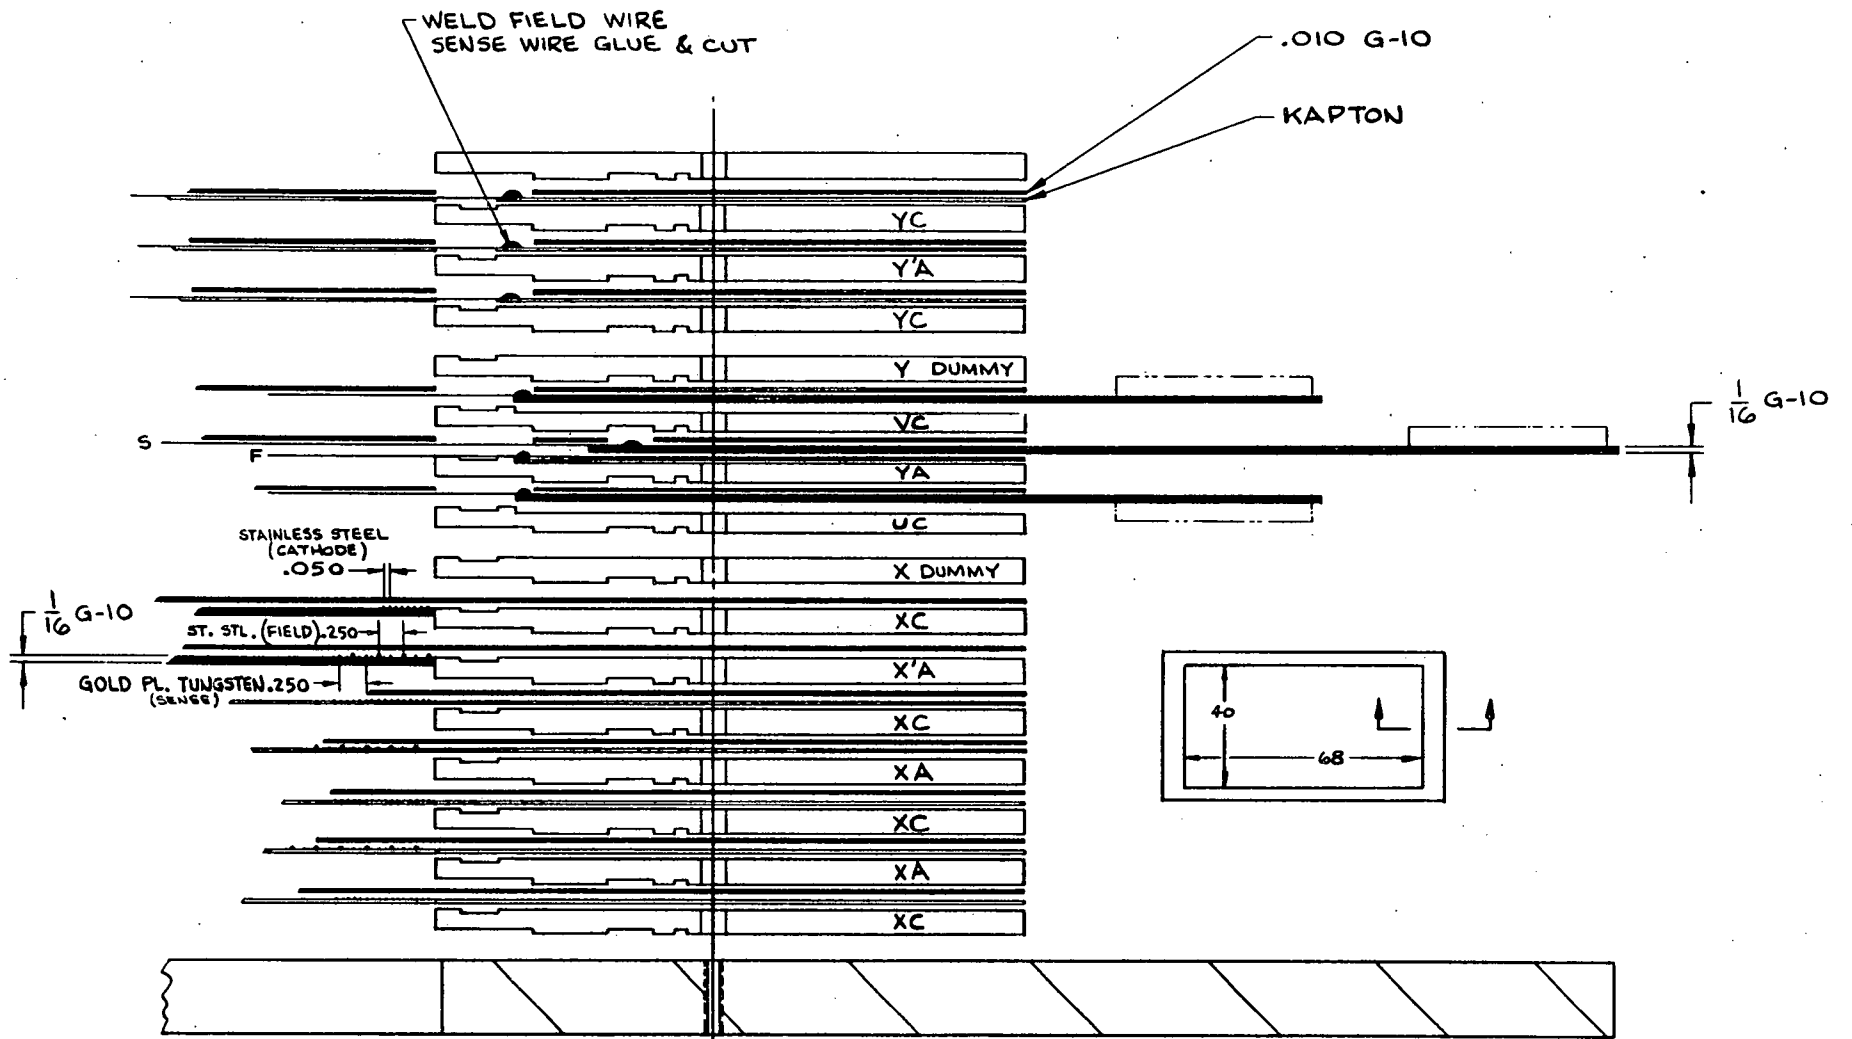 WELD FIELD WIRE
SENSE WIRE GLUE & CUT
.010 G-10
KAPTON
YC
Y'A
YC
Y DUMMY
VC
1/16 G-10
S
F
YA
UC
STAINLESS STEEL
(CATHODE)
.050
X DUMMY
1/16 G-10
XC
ST. STL. (FIELD).250
X'A
GOLD PL. TUNGSTEN.250
(SENSE)
XC
40
68
XA
XC
XA
XC